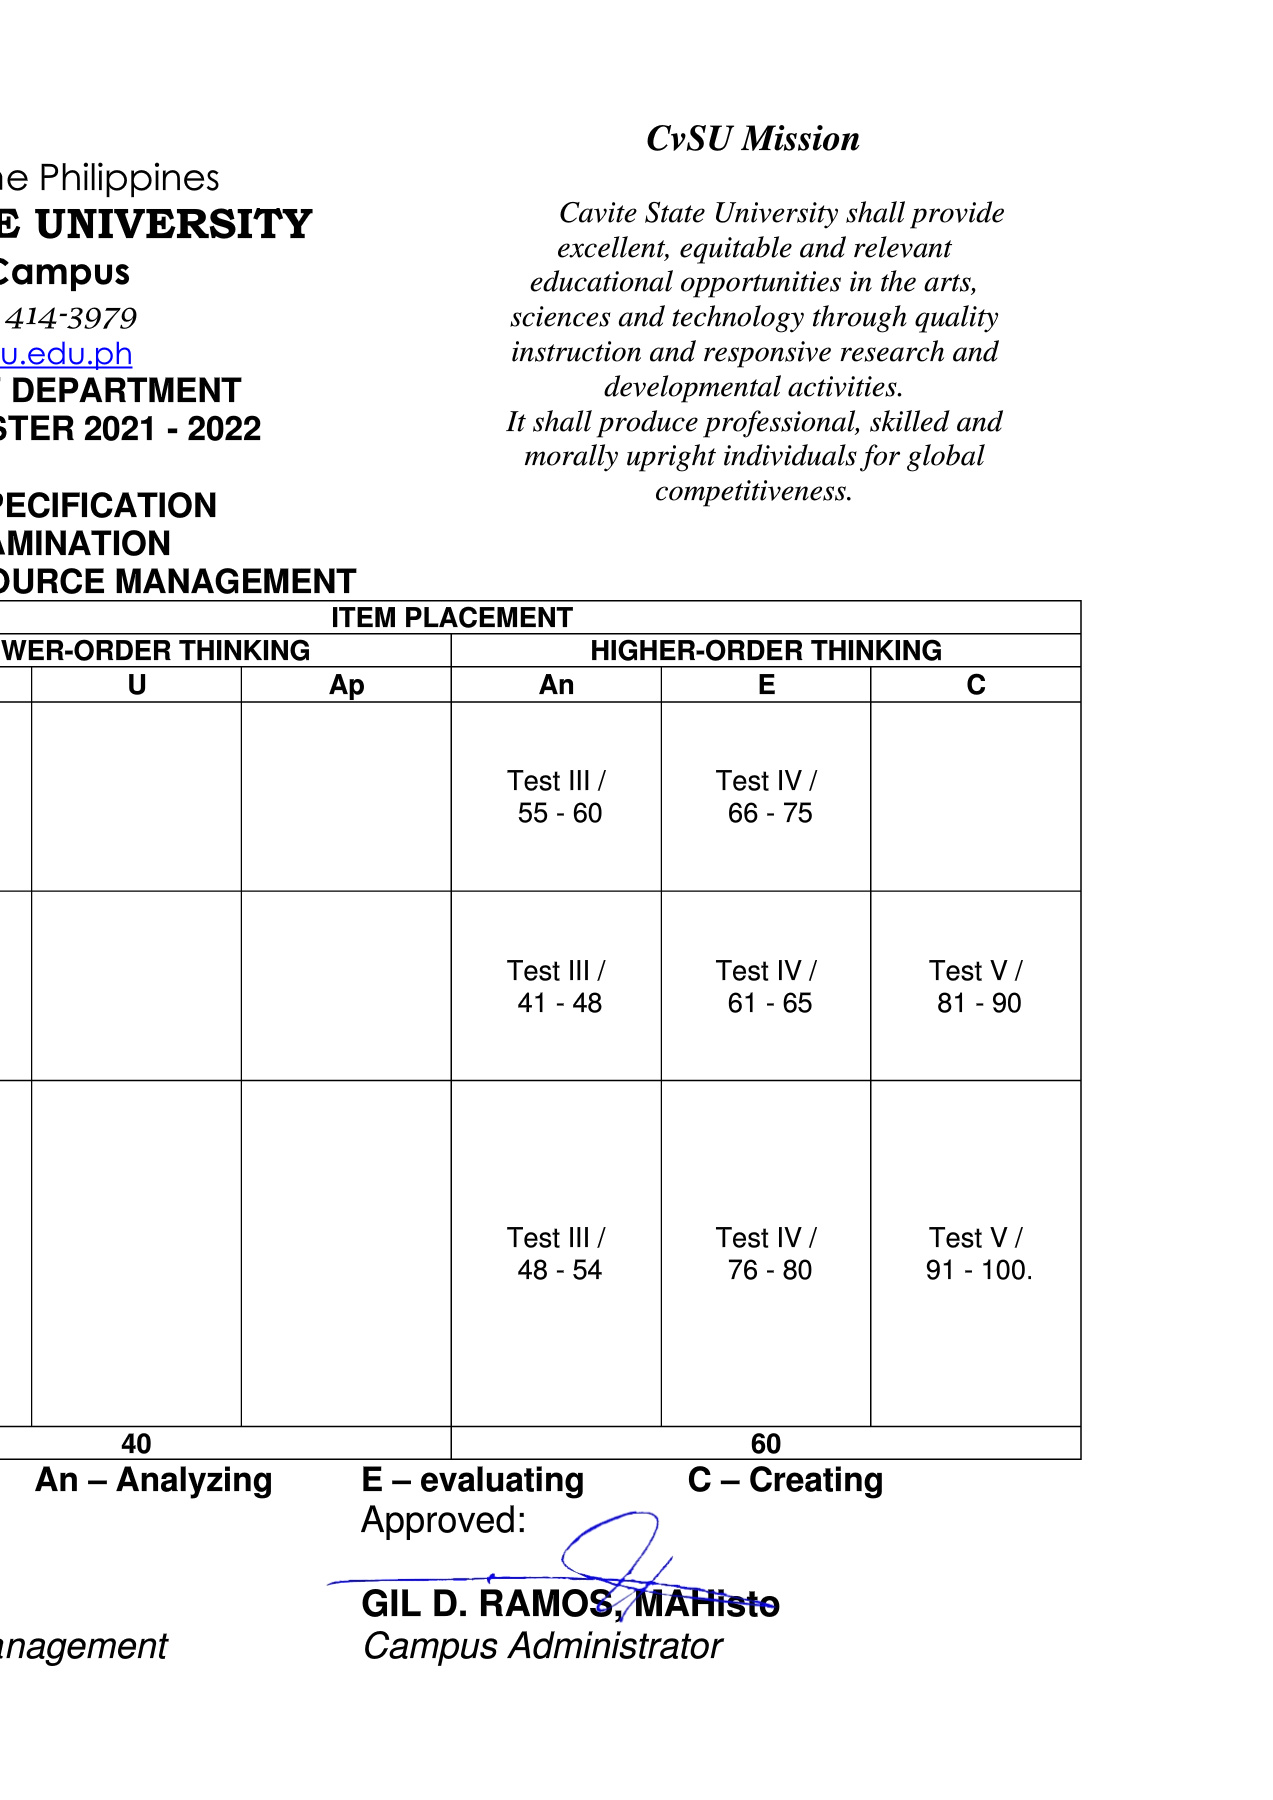 CvSU Mission
he Philippines
E UNIVERSITY
Campus
414-3979
u.edu.ph
DEPARTMENT
STER 2021 - 2022
Cavite State University shall provide
excellent, equitable and relevant
educational opportunities in the arts,
sciences and technology through quality
instruction and responsive research and
developmental activities.
It shall produce professional, skilled and
morally upright individuals for global
competitiveness.
PECIFICATION
AMINATION
OURCE MANAGEMENT
ITEM PLACEMENT
WER-ORDER THINKING HIGHER-ORDER THINKING
U Ap An E C
Test III / Test IV /
55 - 60 66 - 75
Test III / Test IV / Test V /
41 - 48 61 - 65 81 - 90
Test III / Test IV / Test V /
48 - 54 76 - 80 91 - 100.
40 60
An – Analyzing E – evaluating C – Creating
Approved:
GIL D. RAMOS, MAHisto
anagement Campus Administrator